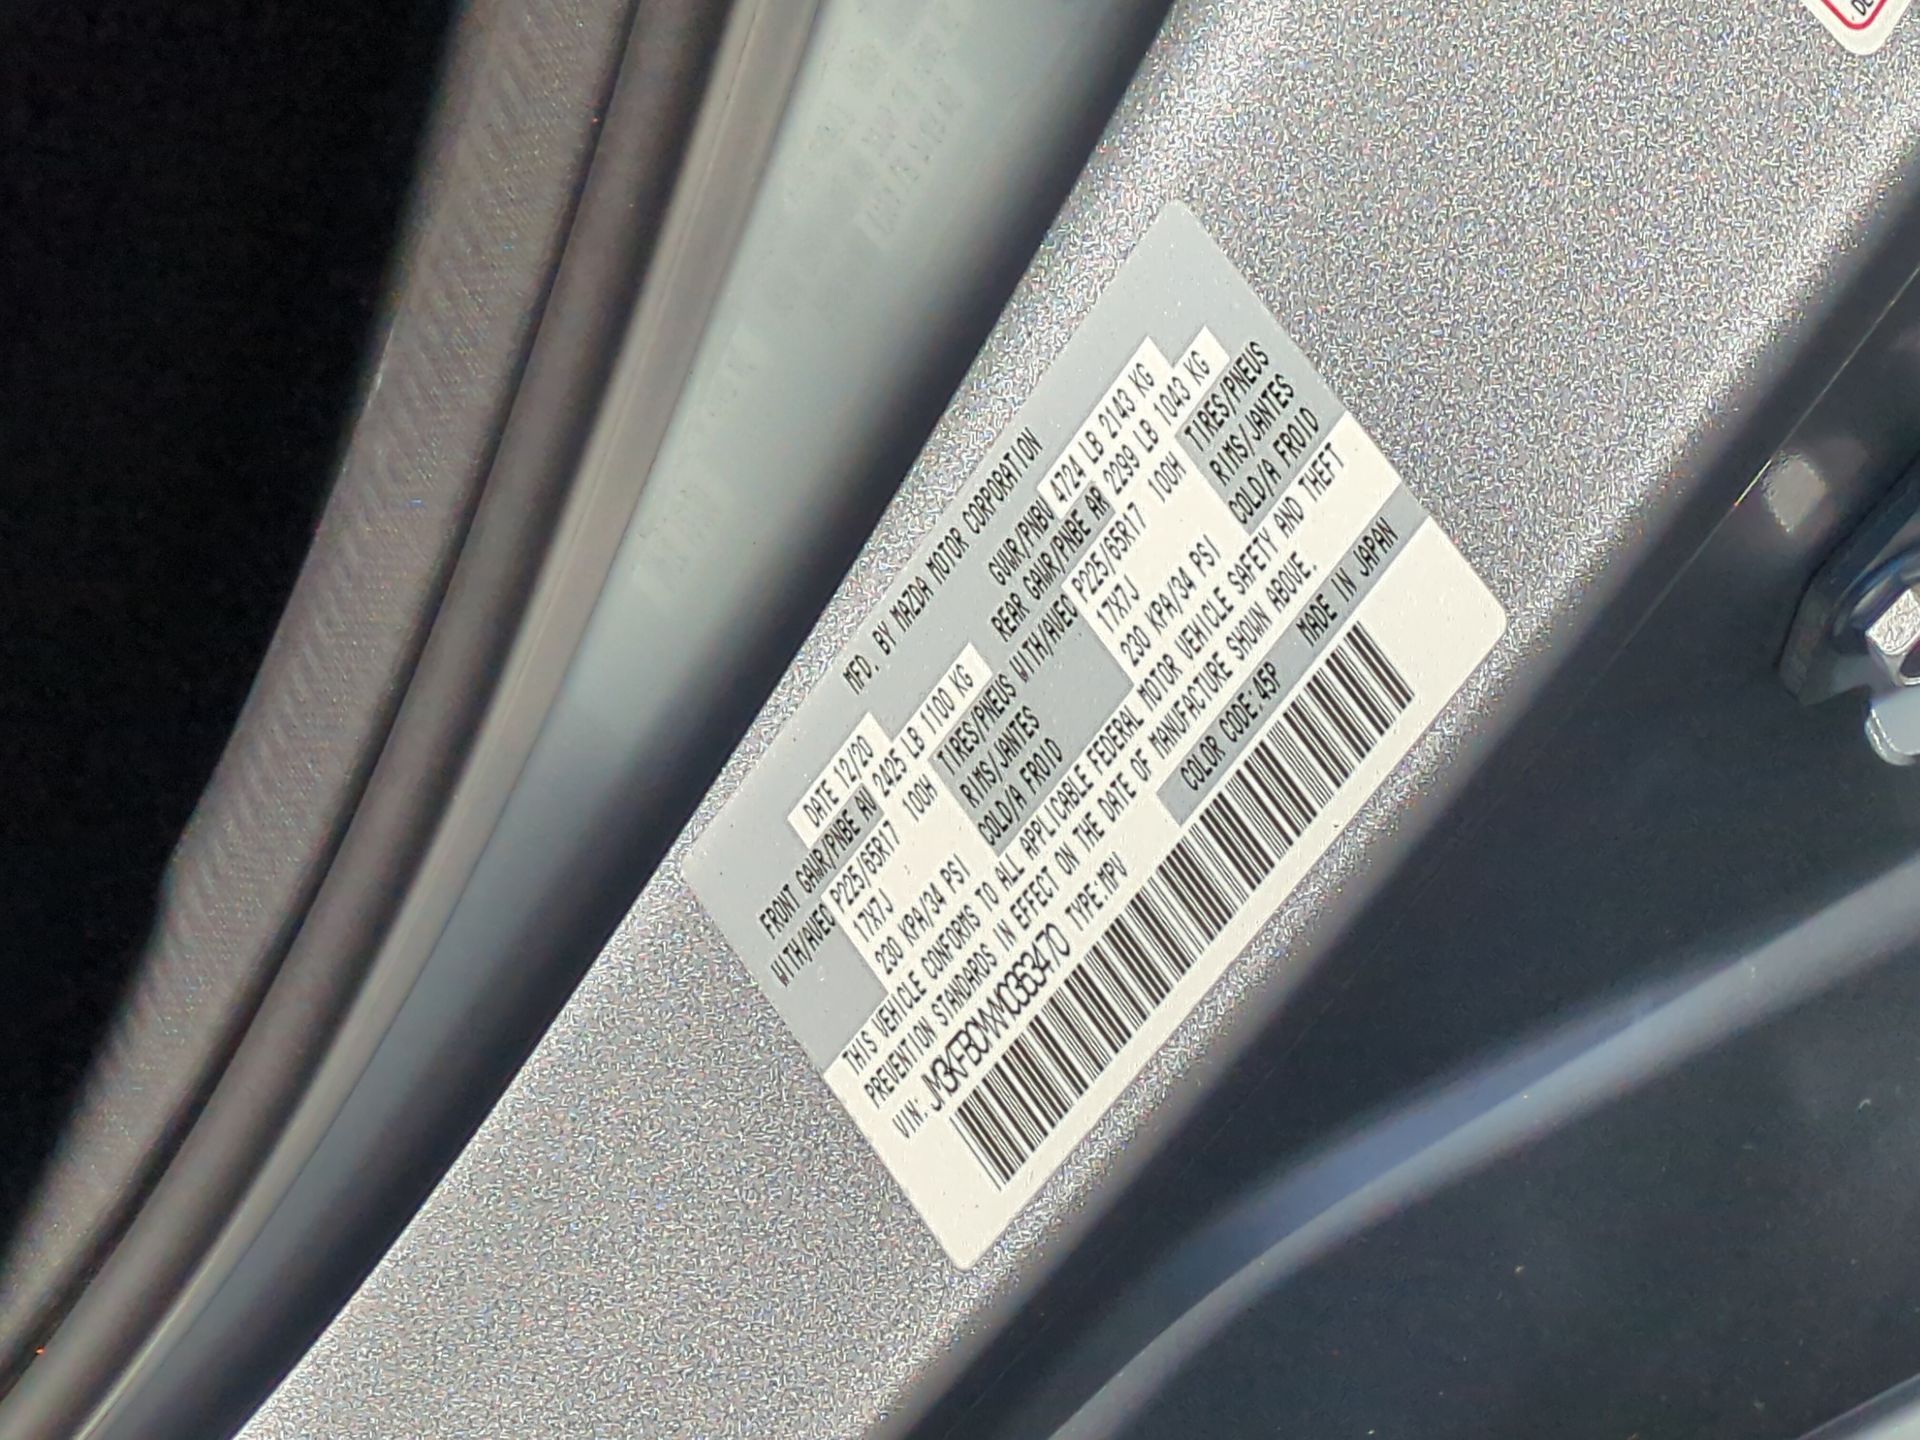 MFD. BY MAZDA MOTOR CORPORATION
DATE 12/20 GVWR/PNBV 4724 LB 2143 KG
FRONT GAWR/PNBE AV 2425 LB 1100 KG REAR GAWR/PNBE AR 2299 LB 1043 KG
WITH/AVEC P225/65R17 100H TIRES/PNEUS WITH/AVEC P225/65R17 100H TIRES/PNEUS
17X7J RIMS/JANTES 17X7J RIMS/JANTES
230 KPA/34 PSI COLD/A FROID 230 KPA/34 PSI COLD/A FROID
THIS VEHICLE CONFORMS TO ALL APPLICABLE FEDERAL MOTOR VEHICLE SAFETY AND THEFT
PREVENTION STANDARDS IN EFFECT ON THE DATE OF MANUFACTURE SHOWN ABOVE.
VIN: JM3KFBCMXM0363470 TYPE:MPV COLOR CODE:45P MADE IN JAPAN